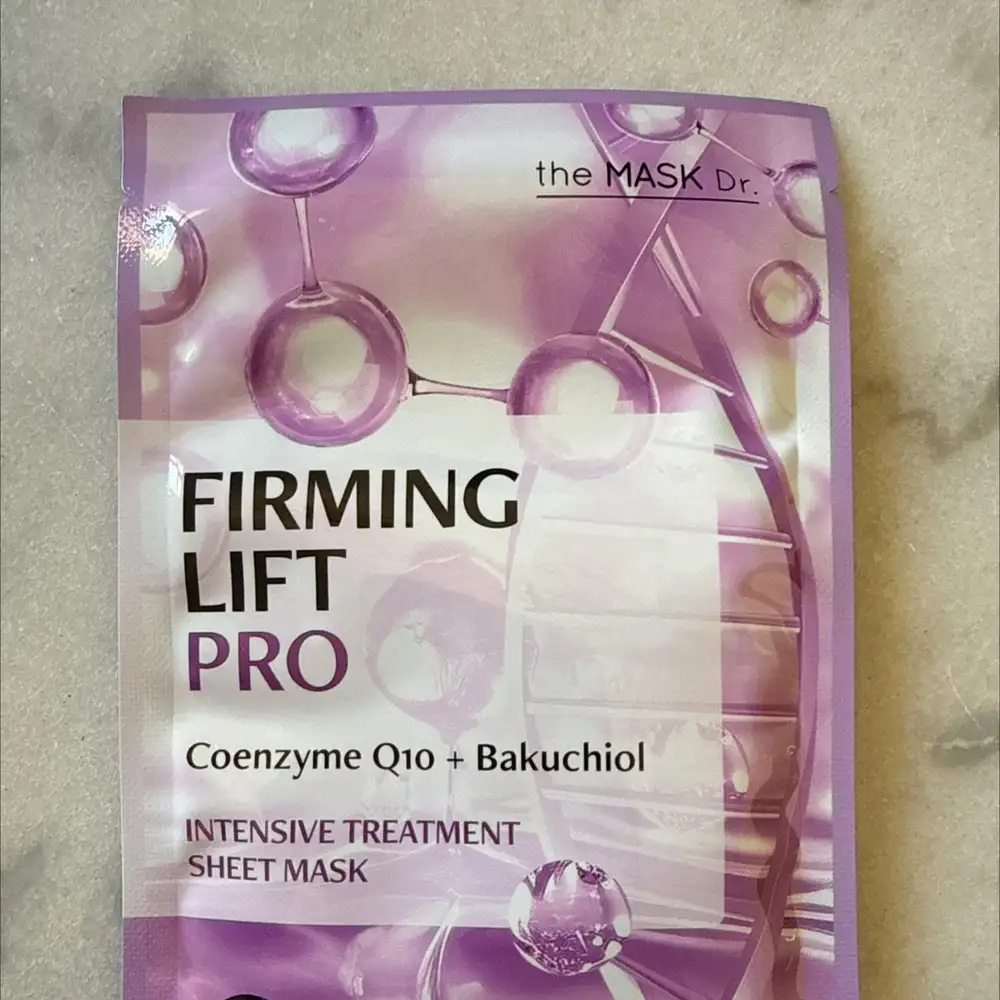 the MASK Dr.
FIRMING
LIFT
PRO
Coenzyme Q10 + Bakuchiol
INTENSIVE TREATMENT
SHEET MASK